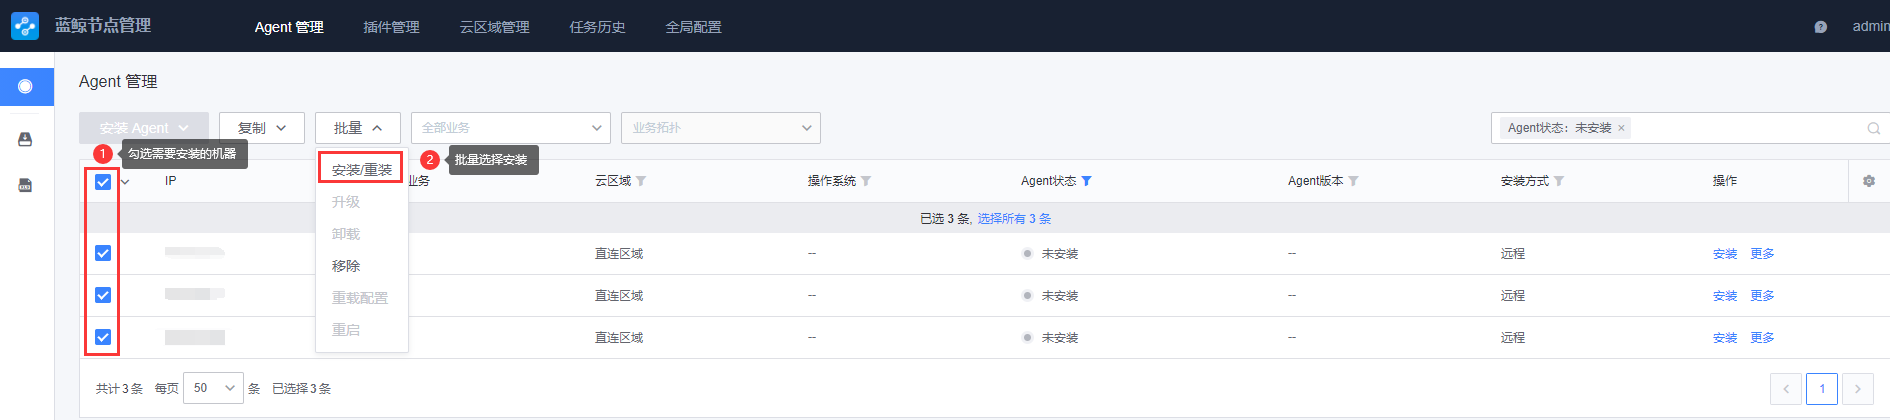 蓝鲸节点管理 Agent 管理 插件管理 云区域管理 任务历史 全局配置 admin
Agent 管理
安装 Agent 复制 批量 全部业务 业务拓扑 Agent状态：未安装 ×
1 勾选需要安装的机器 2 批量选择安装
安装/重装
IP 业务 云区域 操作系统 Agent状态 Agent版本 安装方式 操作
升级
已选 3 条, 选择所有 3 条
卸载
直连区域 -- 未安装 -- 远程 安装 更多
移除
直连区域 -- 未安装 -- 远程 安装 更多
重载配置
重启
直连区域 -- 未安装 -- 远程 安装 更多
共计 3 条 每页 50 条 已选择 3 条 1